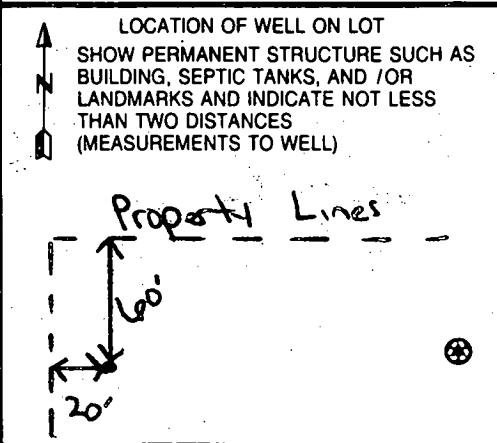 LOCATION OF WELL ON LOT
SHOW PERMANENT STRUCTURE SUCH AS
BUILDING, SEPTIC TANKS, AND /OR
LANDMARKS AND INDICATE NOT LESS
THAN TWO DISTANCES
(MEASUREMENTS TO WELL)
N
Property Lines
60'
20'